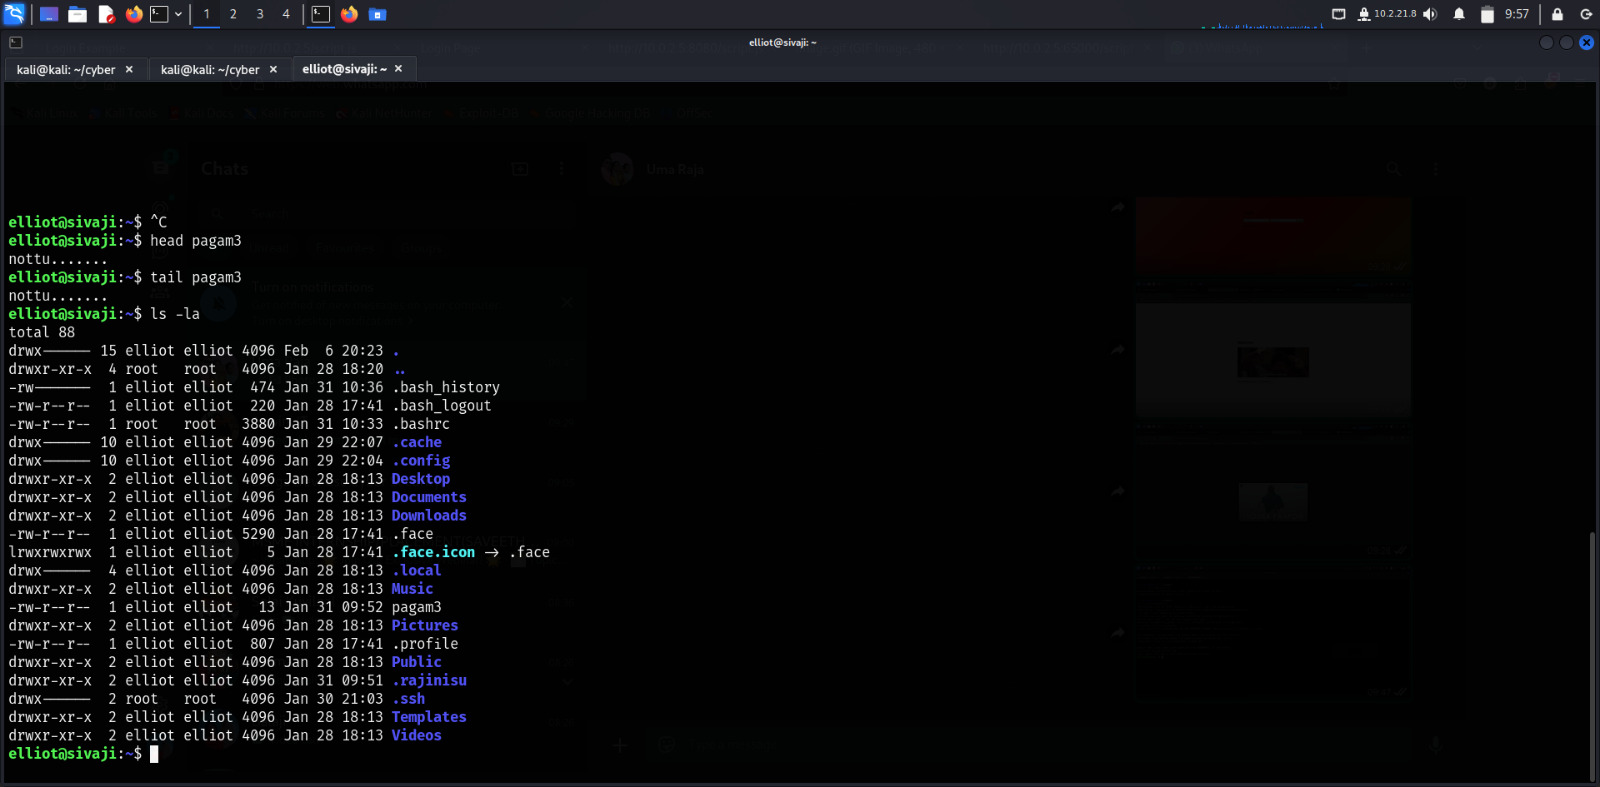 1 2 3 4 10.2.21.8 9:57
elliot@sivaji: ~
kali@kali: ~/cyber × kali@kali: ~/cyber × elliot@sivaji: ~ ×
Chats
Uma Raja
elliot@sivaji:~$ ^C
elliot@sivaji:~$ head pagam3
nottu.......
elliot@sivaji:~$ tail pagam3
nottu.......
elliot@sivaji:~$ ls -la
total 88
drwx------ 15 elliot elliot 4096 Feb  6 20:23 .
drwxr-xr-x  4 root   root   4096 Jan 28 18:20 ..
-rw-------  1 elliot elliot  474 Jan 31 10:36 .bash_history
-rw-r--r--  1 elliot elliot  220 Jan 28 17:41 .bash_logout
-rw-r--r--  1 root   root   3880 Jan 31 10:33 .bashrc
drwx------ 10 elliot elliot 4096 Jan 29 22:07 .cache
drwx------ 10 elliot elliot 4096 Jan 29 22:04 .config
drwxr-xr-x  2 elliot elliot 4096 Jan 28 18:13 Desktop
drwxr-xr-x  2 elliot elliot 4096 Jan 28 18:13 Documents
drwxr-xr-x  2 elliot elliot 4096 Jan 28 18:13 Downloads
-rw-r--r--  1 elliot elliot 5290 Jan 28 17:41 .face
lrwxrwxrwx  1 elliot elliot    5 Jan 28 17:41 .face.icon -> .face
drwx------  4 elliot elliot 4096 Jan 28 18:13 .local
drwxr-xr-x  2 elliot elliot 4096 Jan 28 18:13 Music
-rw-r--r--  1 elliot elliot   13 Jan 31 09:52 pagam3
drwxr-xr-x  2 elliot elliot 4096 Jan 28 18:13 Pictures
-rw-r--r--  1 elliot elliot  807 Jan 28 17:41 .profile
drwxr-xr-x  2 elliot elliot 4096 Jan 28 18:13 Public
drwxr-xr-x  2 elliot elliot 4096 Jan 31 09:51 .rajinisu
drwx------  2 root   root   4096 Jan 30 21:03 .ssh
drwxr-xr-x  2 elliot elliot 4096 Jan 28 18:13 Templates
drwxr-xr-x  2 elliot elliot 4096 Jan 28 18:13 Videos
elliot@sivaji:~$